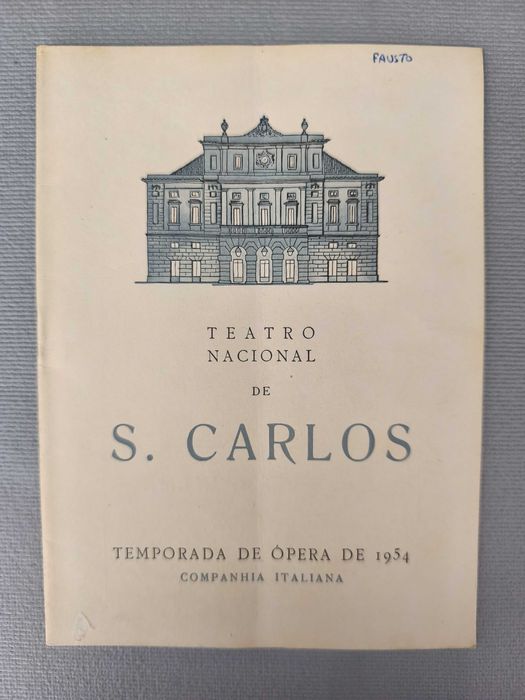 FAUSTO
TEATRO
NACIONAL
DE
S. CARLOS
TEMPORADA DE ÓPERA DE 1954
COMPANHIA ITALIANA